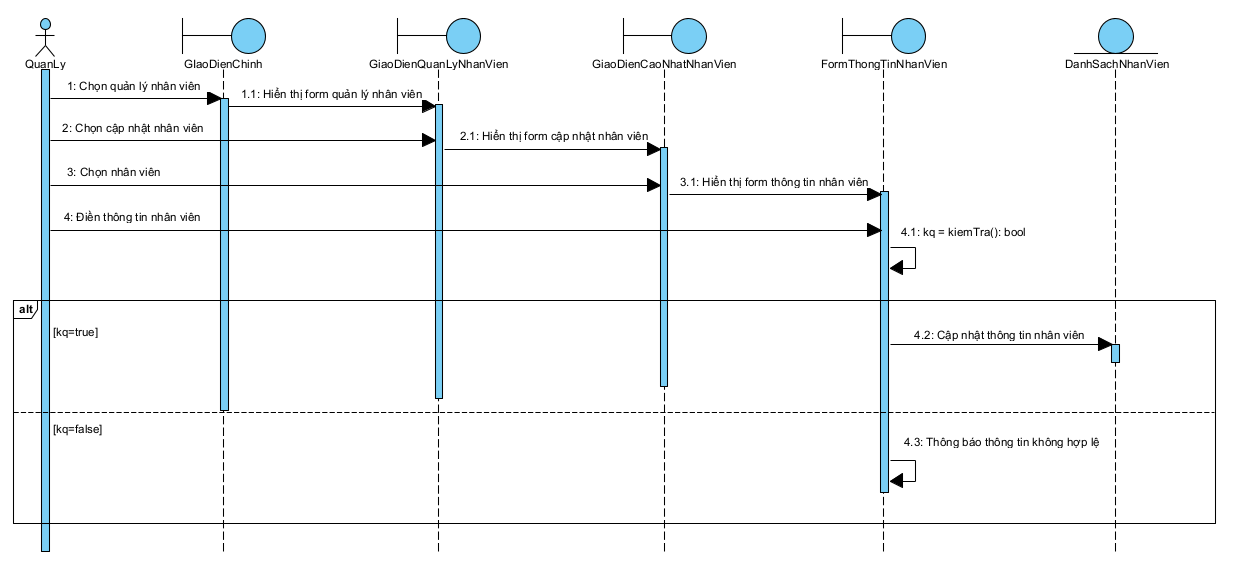 QuanLy
GIaoDienChinh
GiaoDienQuanLyNhanVien
GiaoDienCaoNhatNhanVien
FormThongTinNhanVien
DanhSachNhanVien
1: Chọn quản lý nhân viên
1.1: Hiển thị form quản lý nhân viên
2: Chọn cập nhật nhân viên
2.1: Hiển thị form cập nhật nhân viên
3: Chọn nhân viên
3.1: Hiển thị form thông tin nhân viên
4: Điền thông tin nhân viên
4.1: kq = kiemTra(): bool
alt
[kq=true]
4.2: Cập nhật thông tin nhân viên
[kq=false]
4.3: Thông báo thông tin không hợp lệ